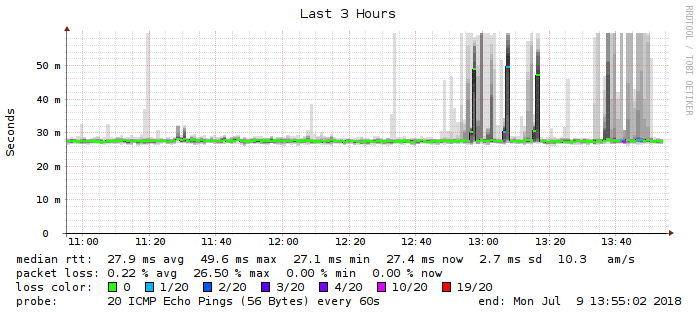 Last 3 Hours
RRDTOOL / TOBI OETIKER
Seconds
50 m
40 m
30 m
20 m
10 m
0
11:00 11:20 11:40 12:00 12:20 12:40 13:00 13:20 13:40
median rtt: 27.9 ms avg 49.6 ms max 27.1 ms min 27.4 ms now 2.7 ms sd 10.3 am/s
packet loss: 0.22 % avg 26.50 % max 0.00 % min 0.00 % now
loss color: 0 1/20 2/20 3/20 4/20 10/20 19/20
probe: 20 ICMP Echo Pings (56 Bytes) every 60s end: Mon Jul 9 13:55:02 2018